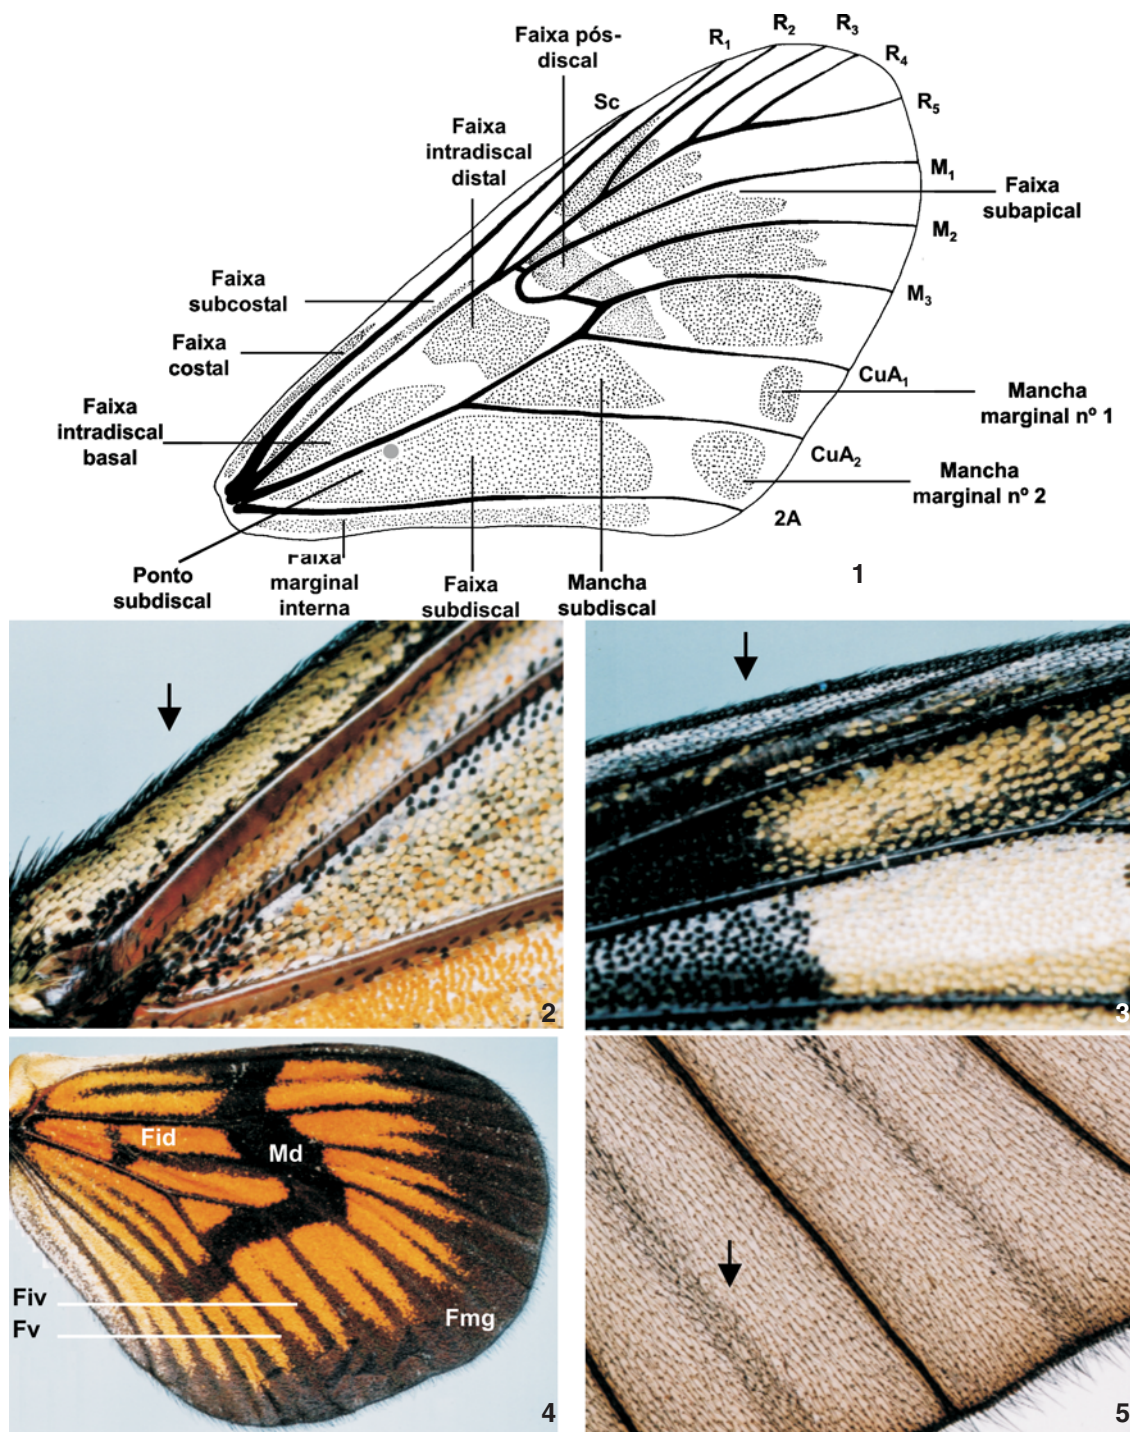 Faixa pós-
discal
R1
R2
R3
R4
R5
Sc
Faixa
intradiscal
distal
M1
Faixa
subapical
M2
Faixa
subcostal
M3
Faixa
costal
CuA1
Mancha
marginal nº 1
Faixa
intradiscal
basal
CuA2
Mancha
marginal nº 2
2A
Ponto
subdiscal
Faixa
marginal
interna
Faixa
subdiscal
Mancha
subdiscal
1
2
3
Fid
Md
Fiv
Fv
Fmg
4
5